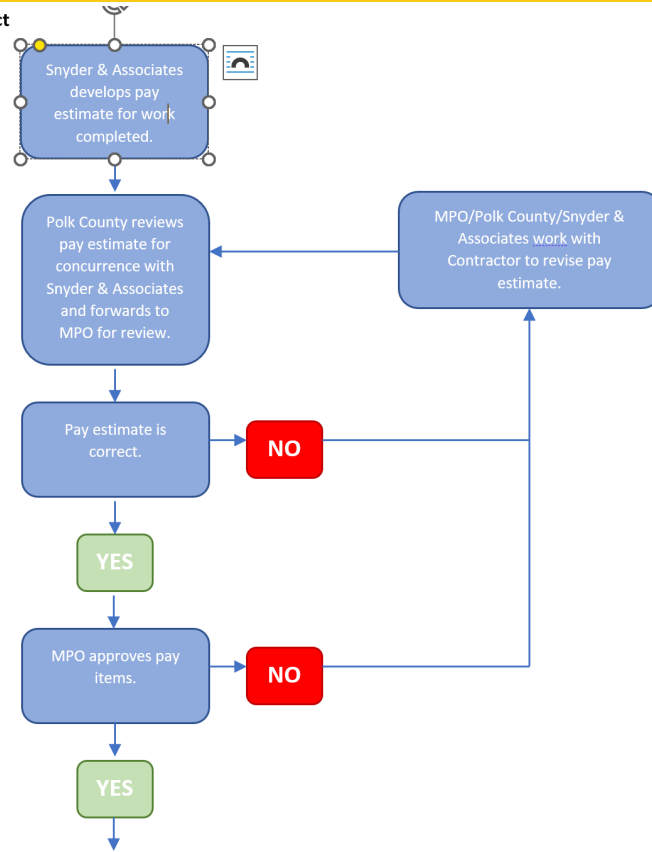 ct
Snyder & Associates
develops pay
estimate for work
completed.
Polk County reviews
pay estimate for
concurrence with
Snyder & Associates
and forwards to
MPO for review.
MPO/Polk County/Snyder &
Associates work with
Contractor to revise pay
estimate.
Pay estimate is
correct.
NO
YES
MPO approves pay
items.
NO
YES